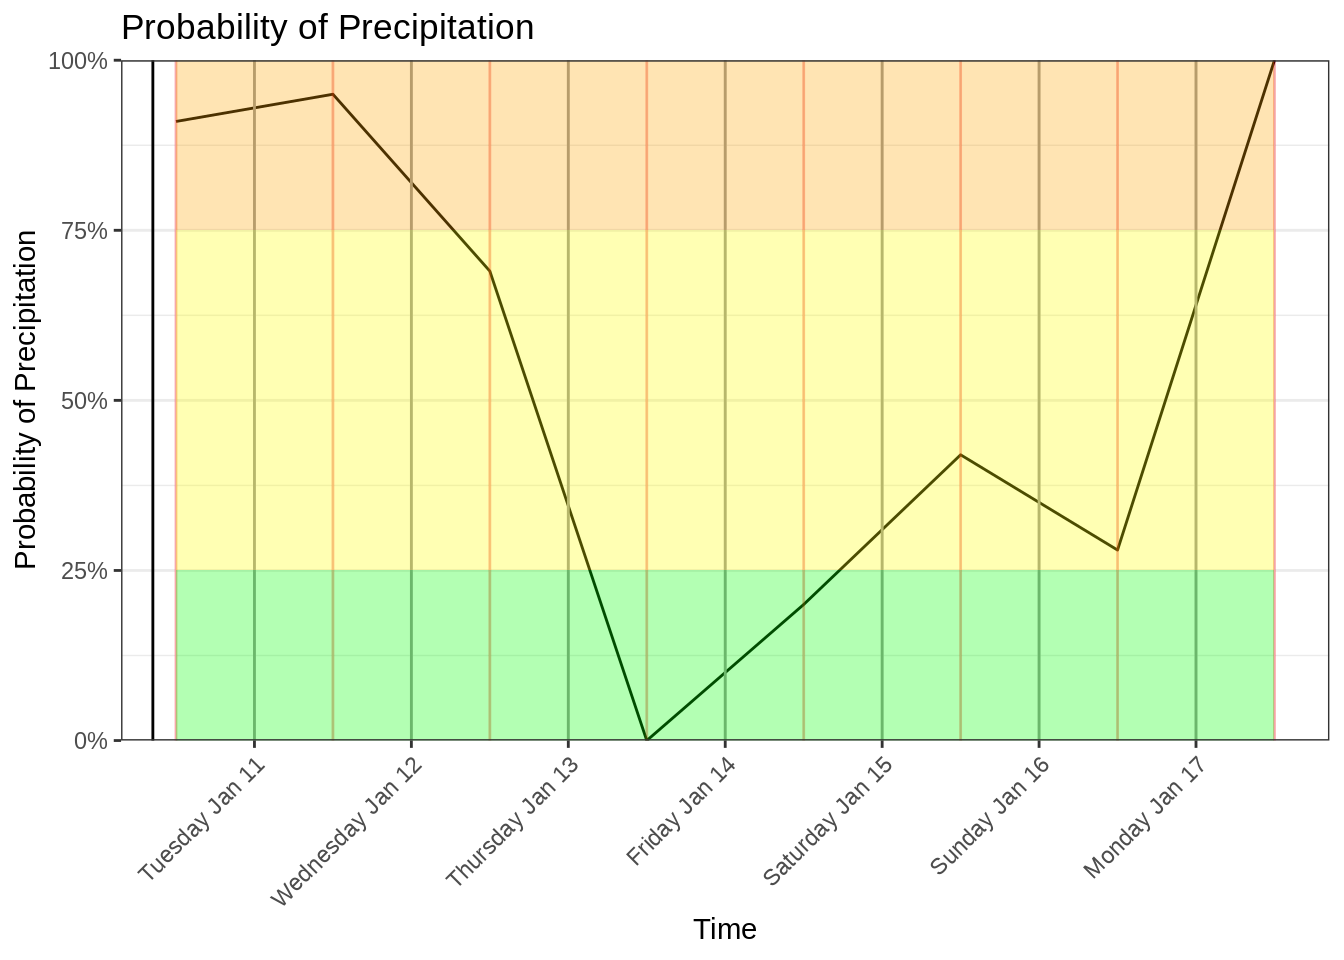 Probability of Precipitation
Probability of Precipitation
100%
75%
50%
25%
0%
Tuesday Jan 11
Wednesday Jan 12
Thursday Jan 13
Friday Jan 14
Saturday Jan 15
Sunday Jan 16
Monday Jan 17
Time